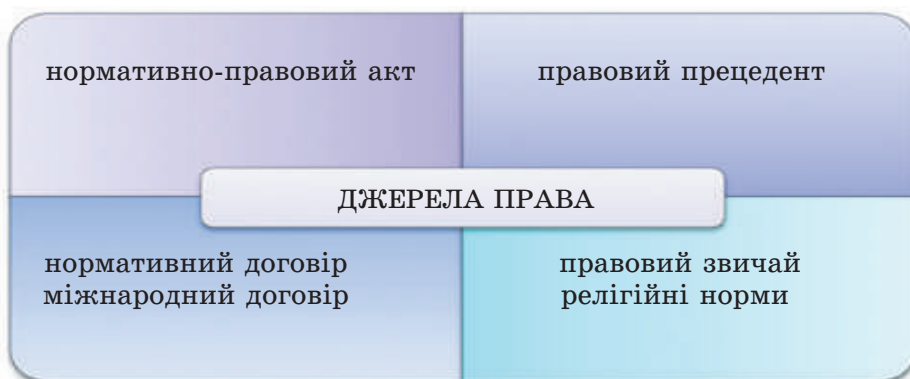 нормативно-правовий акт
правовий прецедент
ДЖЕРЕЛА ПРАВА
нормативний договір
міжнародний договір
правовий звичай
релігійні норми